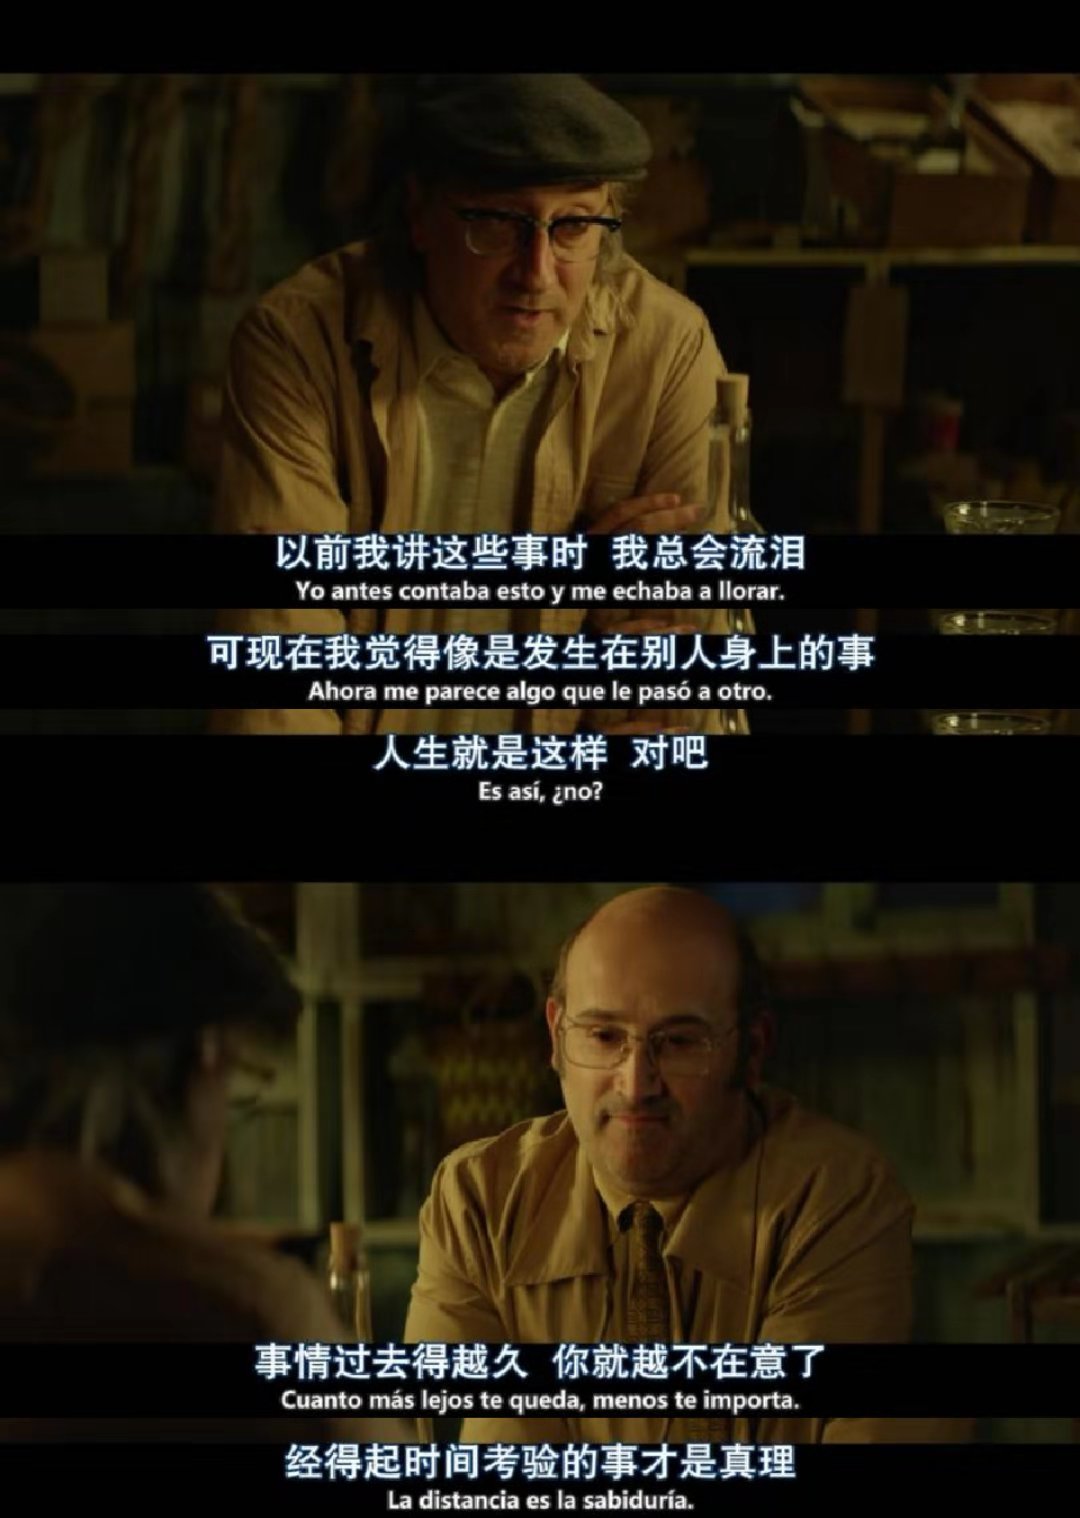 以前我讲这些事时 我总会流泪
Yo antes contaba esto y me echaba a llorar.
可现在我觉得像是发生在别人身上的事
Ahora me parece algo que le pasó a otro.
人生就是这样 对吧
Es así, ¿no?
事情过去得越久 你就越不在意了
Cuanto más lejos te queda, menos te importa.
经得起时间考验的事才是真理
La distancia es la sabiduría.